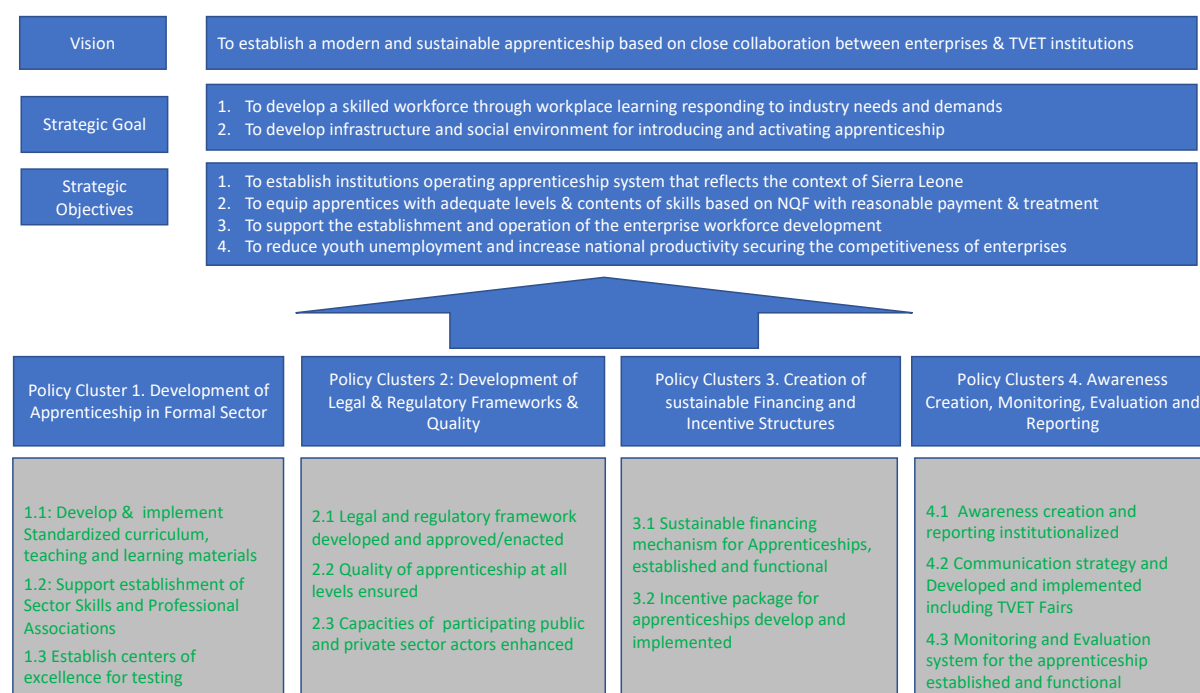 Vision
To establish a modern and sustainable apprenticeship based on close collaboration between enterprises & TVET institutions
Strategic Goal
1. To develop a skilled workforce through workplace learning responding to industry needs and demands
2. To develop infrastructure and social environment for introducing and activating apprenticeship
Strategic
Objectives
1. To establish institutions operating apprenticeship system that reflects the context of Sierra Leone
2. To equip apprentices with adequate levels & contents of skills based on NQF with reasonable payment & treatment
3. To support the establishment and operation of the enterprise workforce development
4. To reduce youth unemployment and increase national productivity securing the competitiveness of enterprises
Policy Cluster 1. Development of
Apprenticeship in Formal Sector
Policy Clusters 2: Development of
Legal & Regulatory Frameworks &
Quality
Policy Clusters 3. Creation of
sustainable Financing and
Incentive Structures
Policy Clusters 4. Awareness
Creation, Monitoring, Evaluation and
Reporting
1.1: Develop & implement
Standardized curriculum,
teaching and learning materials
1.2: Support establishment of
Sector Skills and Professional
Associations
1.3 Establish centers of
excellence for testing
2.1 Legal and regulatory framework
developed and approved/enacted
2.2 Quality of apprenticeship at all
levels ensured
2.3 Capacities of participating public
and private sector actors enhanced
3.1 Sustainable financing
mechanism for Apprenticeships,
established and functional
3.2 Incentive package for
apprenticeships develop and
implemented
4.1 Awareness creation and
reporting institutionalized
4.2 Communication strategy and
Developed and implemented
including TVET Fairs
4.3 Monitoring and Evaluation
system for the apprenticeship
established and functional